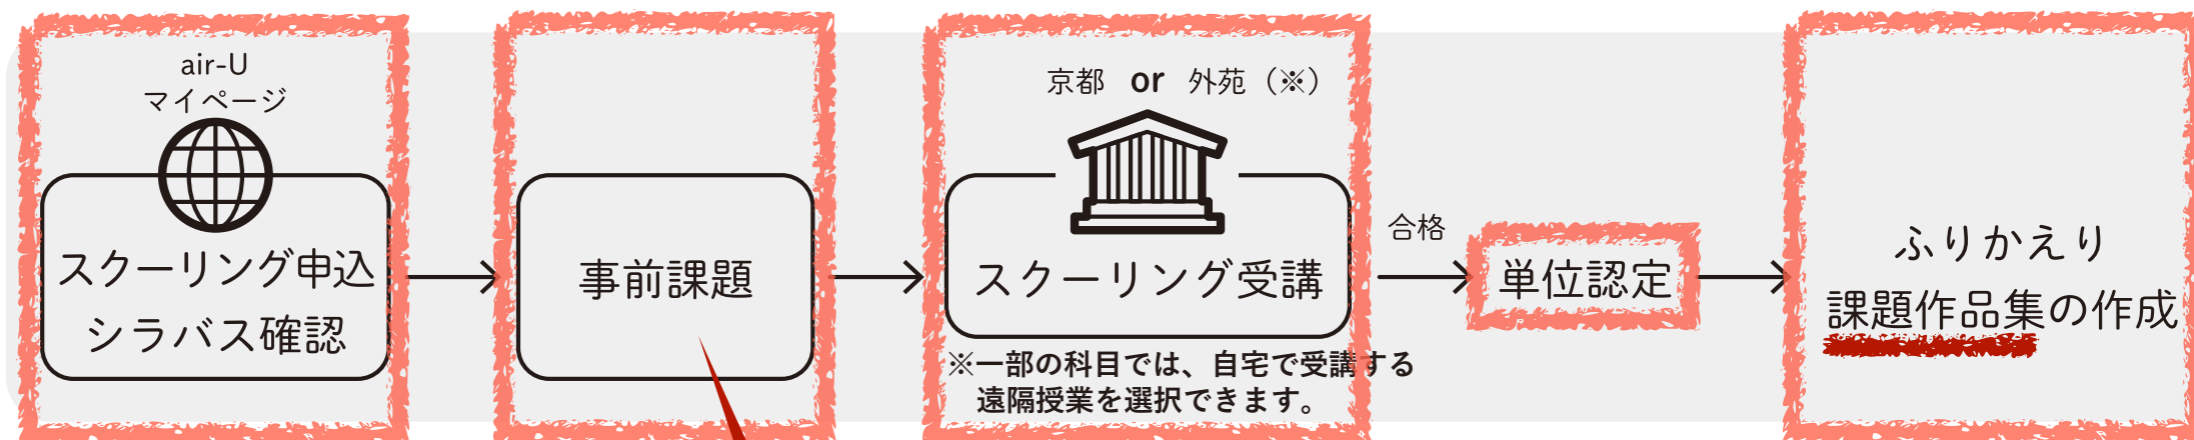 air-U
マイページ
スクーリング申込
シラバス確認
事前課題
京都 or 外苑（※）
スクーリング受講
※一部の科目では、自宅で受講する
遠隔授業を選択できます。
合格
単位認定
ふりかえり
課題作品集の作成